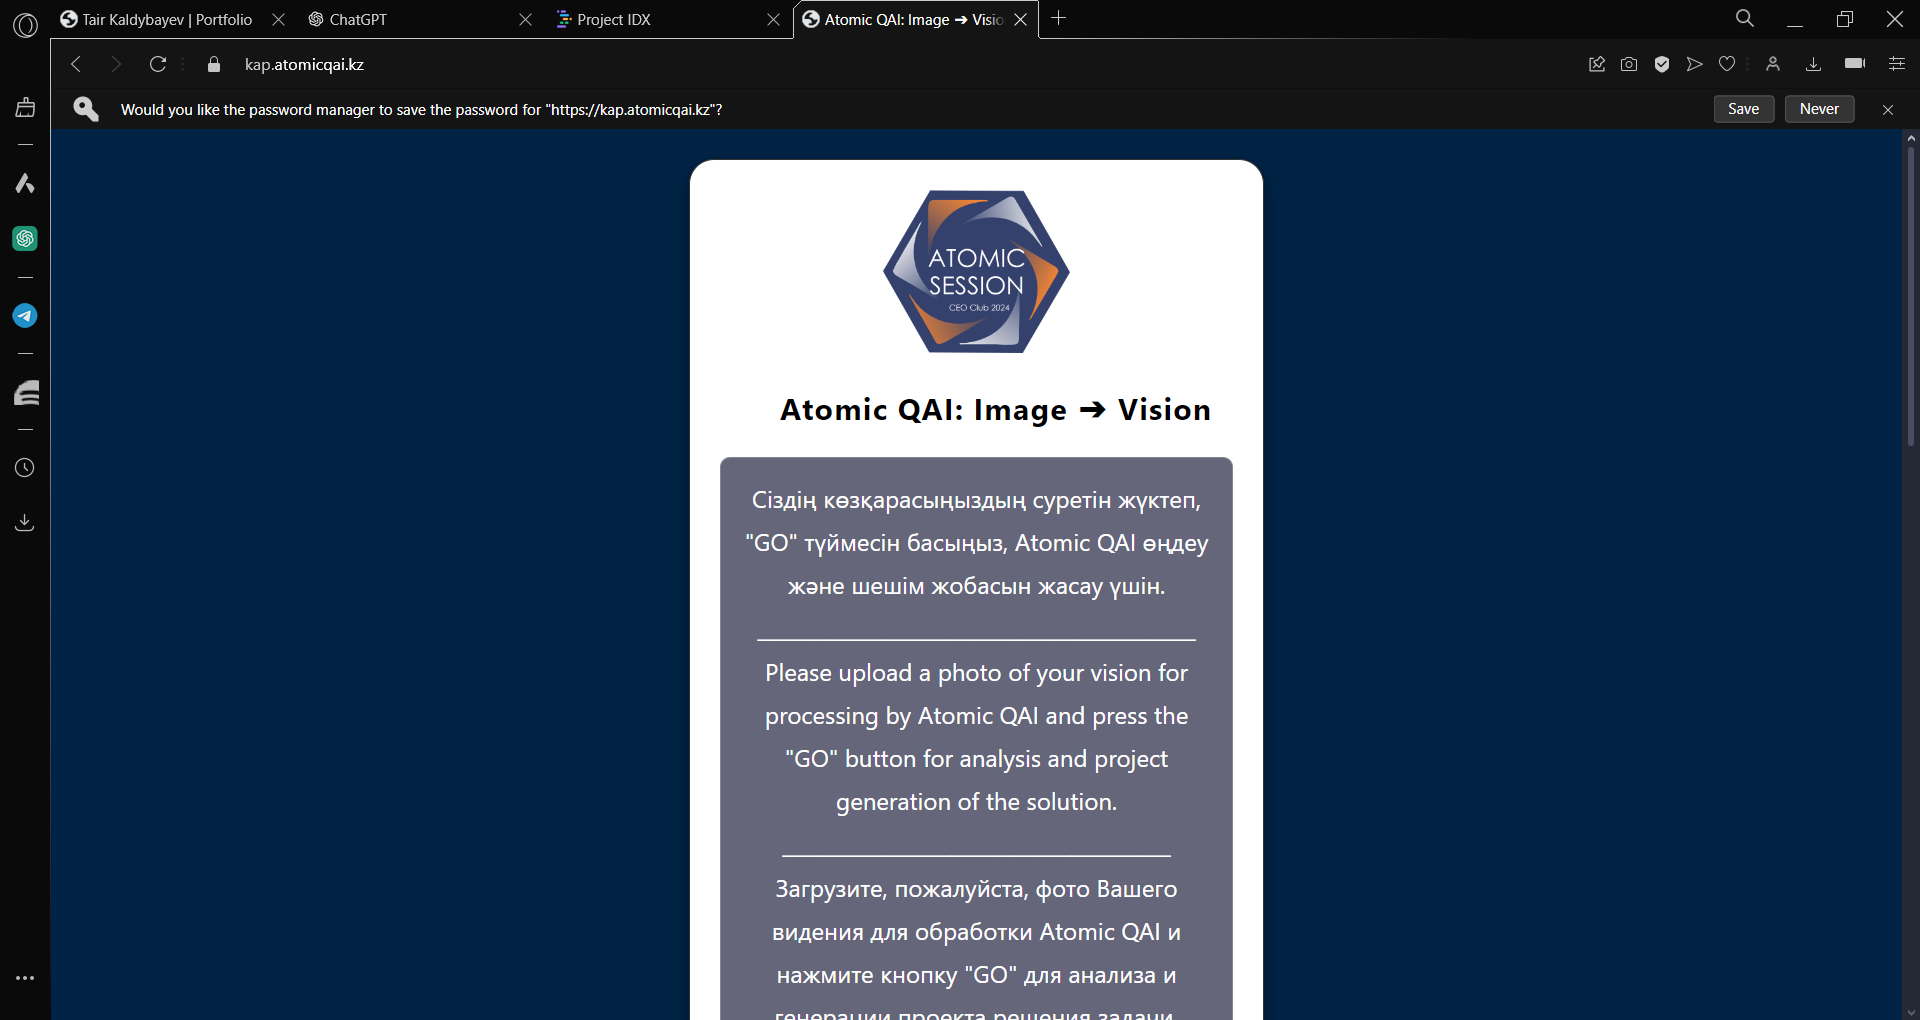 Tair Kaldybayev | Portfolio
ChatGPT
Project IDX
Atomic QAI: Image ➔ Visio
kap.atomicqai.kz
Would you like the password manager to save the password for "https://kap.atomicqai.kz"?
Save
Never
ATOMIC
SESSION
CEO Club 2024
Atomic QAI: Image ➔ Vision
Сіздің көзқарасыңыздың суретін жүктеп,
"GO" түймесін басыңыз, Atomic QAI өңдеу
және шешім жобасын жасау үшін.
Please upload a photo of your vision for
processing by Atomic QAI and press the
"GO" button for analysis and project
generation of the solution.
Загрузите, пожалуйста, фото Вашего
видения для обработки Atomic QAI и
нажмите кнопку "GO" для анализа и
генерации проекта решения задачи.